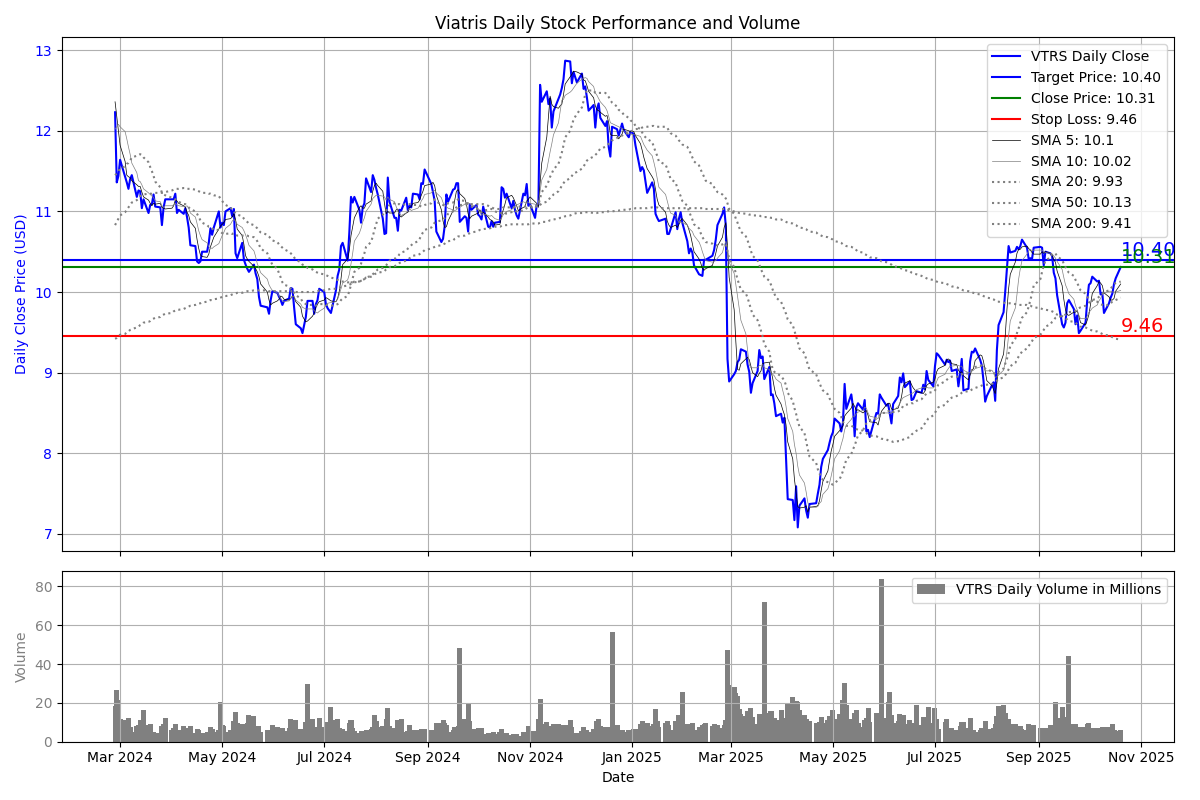 Viatris Daily Stock Performance and Volume
Daily Close Price (USD)
13
12
11
10
9
8
7
VTRS Daily Close
Target Price: 10.40
Close Price: 10.31
Stop Loss: 9.46
SMA 5: 10.1
SMA 10: 10.02
SMA 20: 9.93
SMA 50: 10.13
SMA 200: 9.41
10.40
10.31
9.46
Volume
80
60
40
20
0
VTRS Daily Volume in Millions
Mar 2024 May 2024 Jul 2024 Sep 2024 Nov 2024 Jan 2025 Mar 2025 May 2025 Jul 2025 Sep 2025 Nov 2025
Date